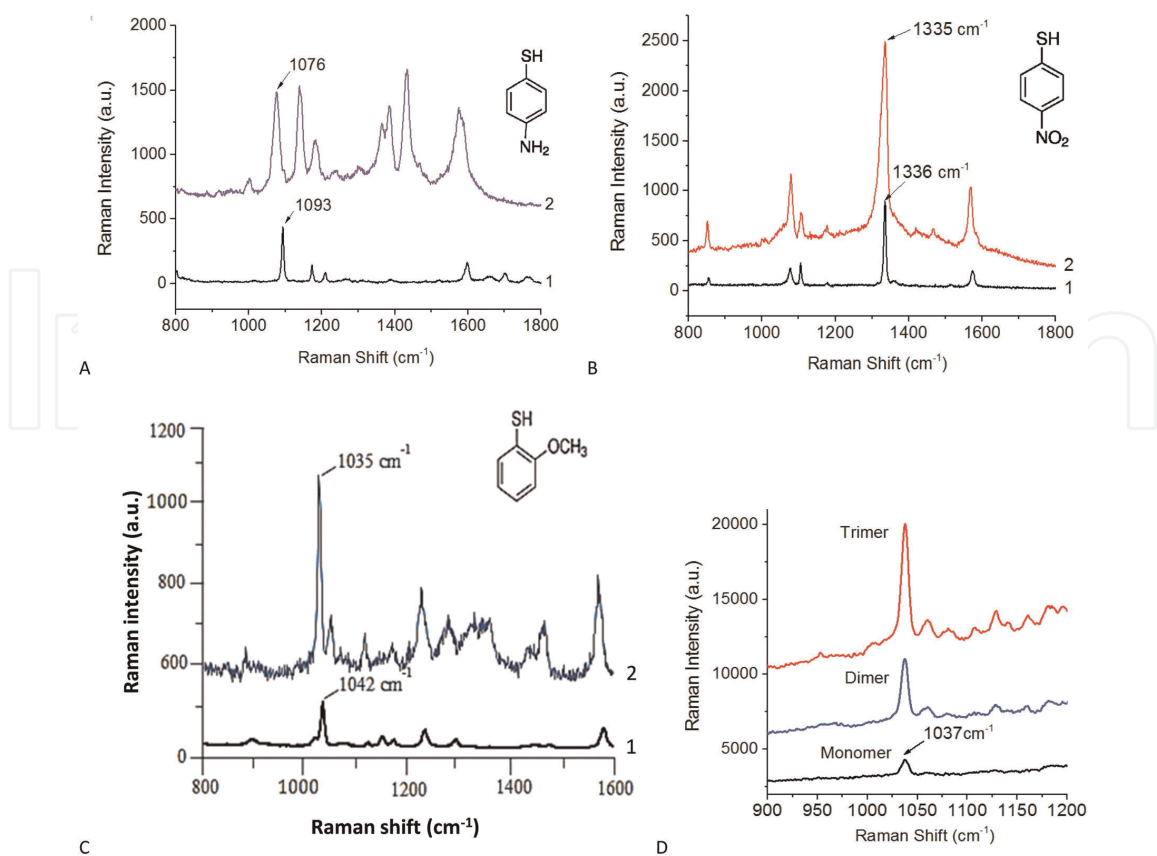 2000
1500
1000
500
0
800 1000 1200 1400 1600 1800
Raman Intensity (a.u.)
Raman Shift (cm⁻¹)
1076
1093
2
1
SH
NH₂
A
2500
2000
1500
1000
500
0
800 1000 1200 1400 1600 1800
Raman Intensity (a.u.)
Raman Shift (cm⁻¹)
1335 cm⁻¹
1336 cm⁻¹
2
1
SH
NO₂
B
1200
1000
800
600
0
800 1000 1200 1400 1600
Raman intensity (a.u.)
Raman shift (cm⁻¹)
1035 cm⁻¹
1042 cm⁻¹
2
1
SH
OCH₃
C
20000
15000
10000
5000
900 950 1000 1050 1100 1150 1200
Raman Intensity (a.u.)
Raman Shift (cm⁻¹)
Trimer
Dimer
Monomer
1037cm⁻¹
D